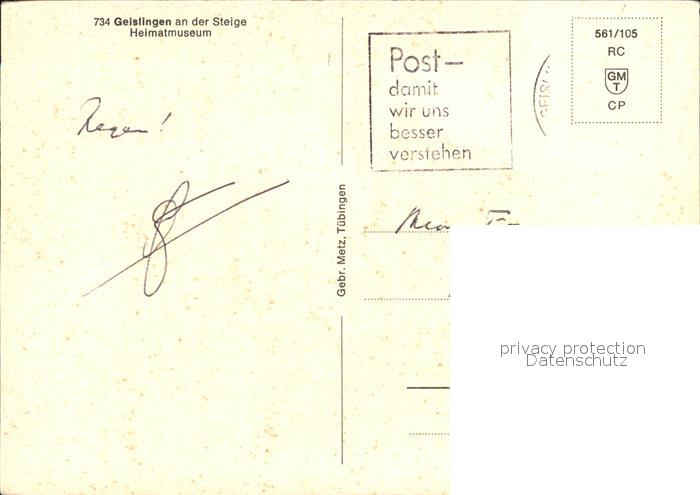 734 Geislingen an der Steige
Heimatmuseum
Regen!
Gebr. Metz, Tübingen
Post-
damit
wir uns
besser
verstehen
561/105
RC
GM
T
CP
privacy protection
Datenschutz